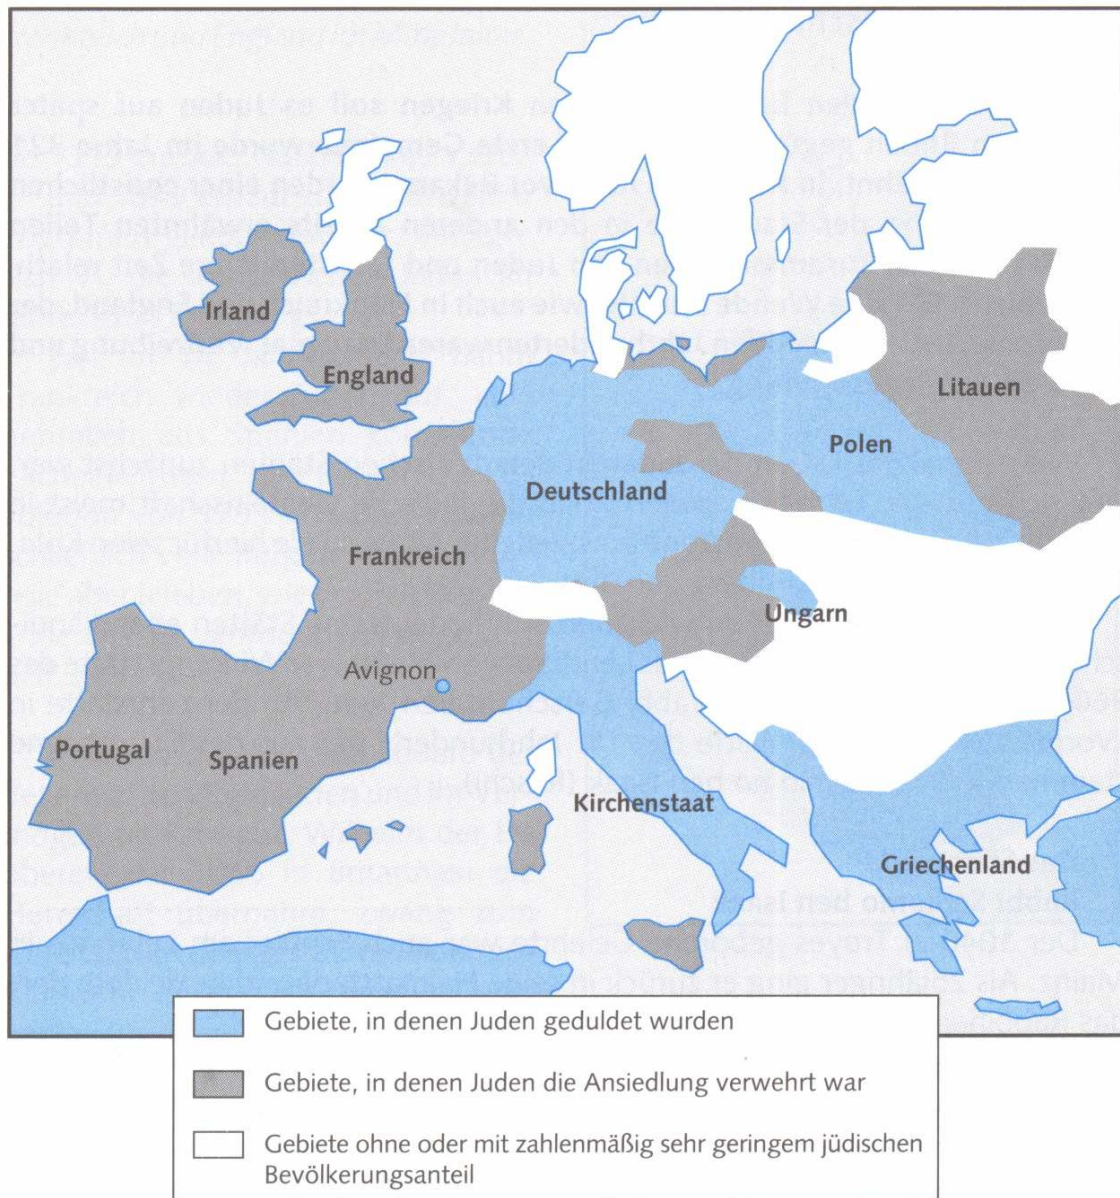 Irland
England
Litauen
Polen
Deutschland
Frankreich
Ungarn
Avignon
Portugal
Spanien
Kirchenstaat
Griechenland
Gebiete, in denen Juden geduldet wurden
Gebiete, in denen Juden die Ansiedlung verwehrt war
Gebiete ohne oder mit zahlenmäßig sehr geringem jüdischen
Bevölkerungsanteil